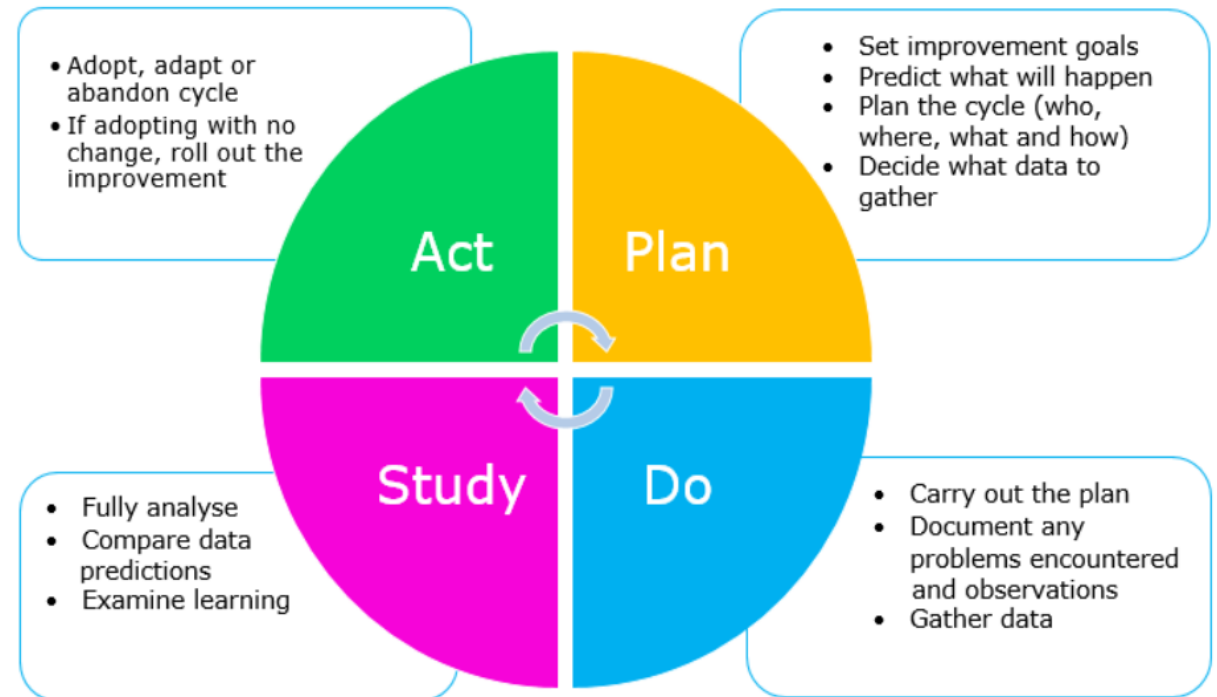 • Adopt, adapt or
abandon cycle
• If adopting with no
change, roll out the
improvement
• Set improvement goals
• Predict what will happen
• Plan the cycle (who,
where, what and how)
• Decide what data to
gather
Act
Plan
Study
Do
• Fully analyse
• Compare data
predictions
• Examine learning
• Carry out the plan
• Document any
problems encountered
and observations
• Gather data